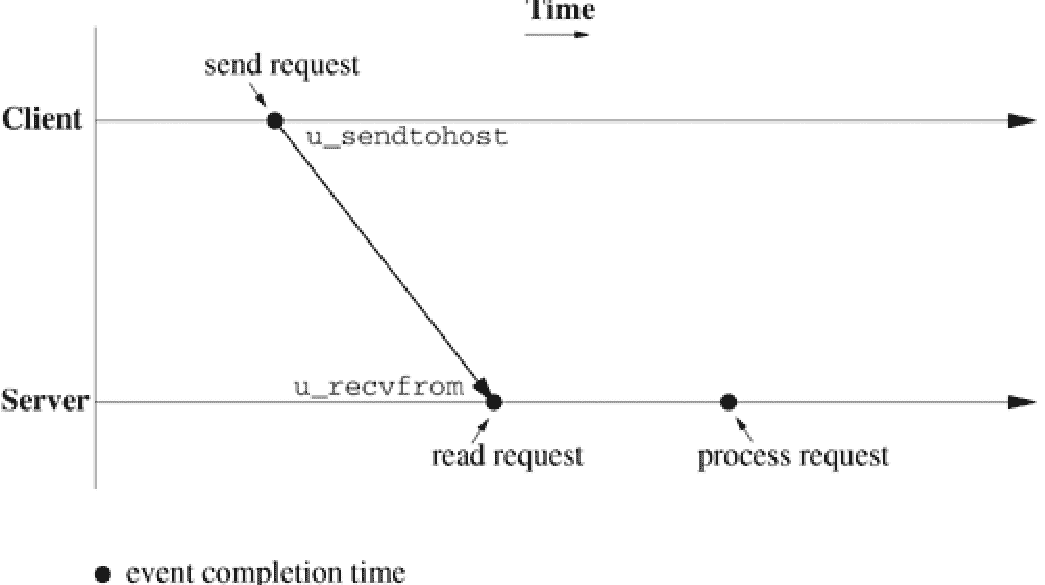 Time
send request
Client
u_sendtohost
u_recvfrom
Server
read request
process request
event completion time